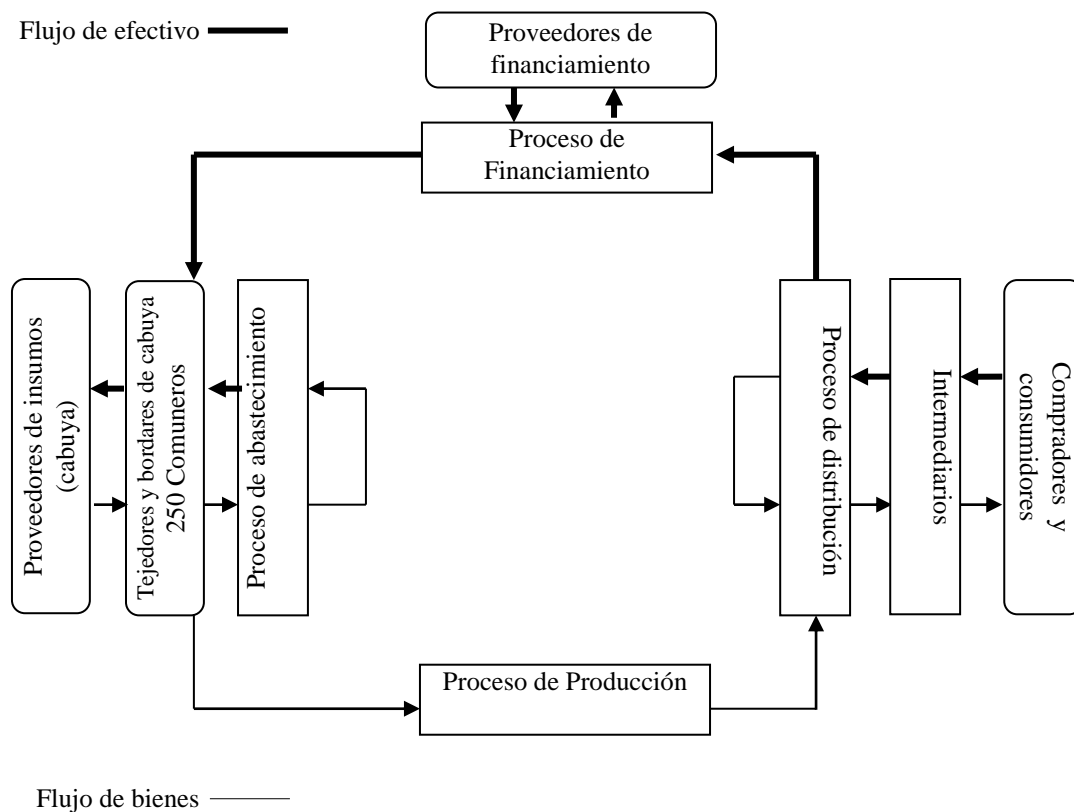 Flujo de efectivo
Proveedores de
financiamiento
Proceso de
Financiamiento
Proveedores de insumos
(cabuya)
Tejedores y bordares de cabuya
250 Comuneros
Proceso de abastecimiento
Proceso de distribución
Intermediarios
Compradores y
consumidores
Proceso de Producción
Flujo de bienes